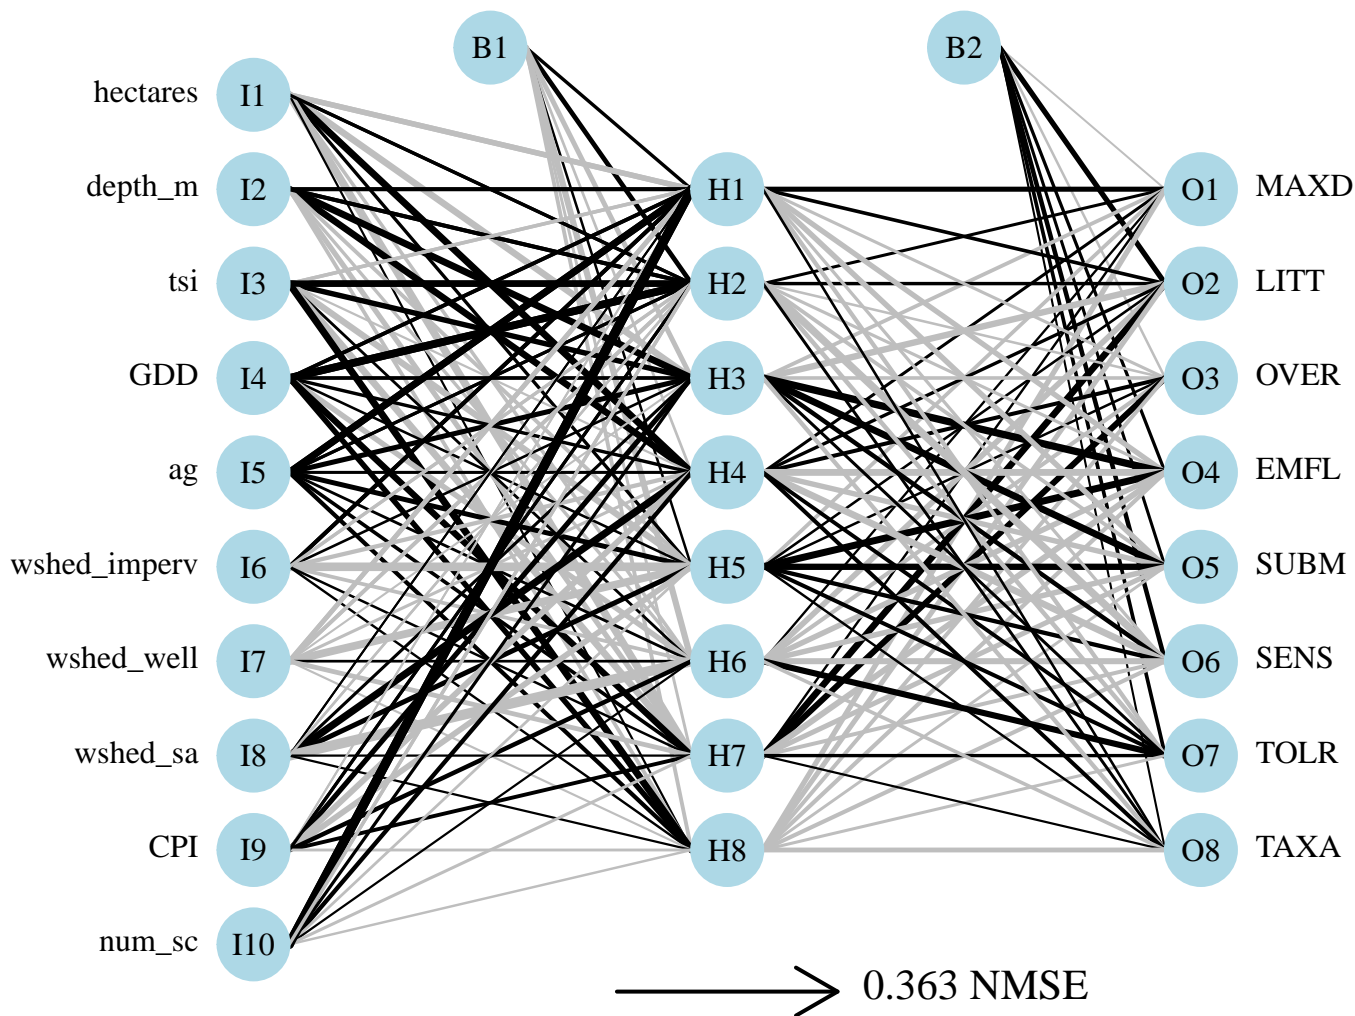 B1
B2
hectares I1
depth_m I2 H1 O1 MAXD
tsi I3 H2 O2 LITT
GDD I4 H3 O3 OVER
ag I5 H4 O4 EMFL
wshed_imperv I6 H5 O5 SUBM
wshed_well I7 H6 O6 SENS
wshed_sa I8 H7 O7 TOLR
CPI I9 H8 O8 TAXA
num_sc I10
0.363 NMSE